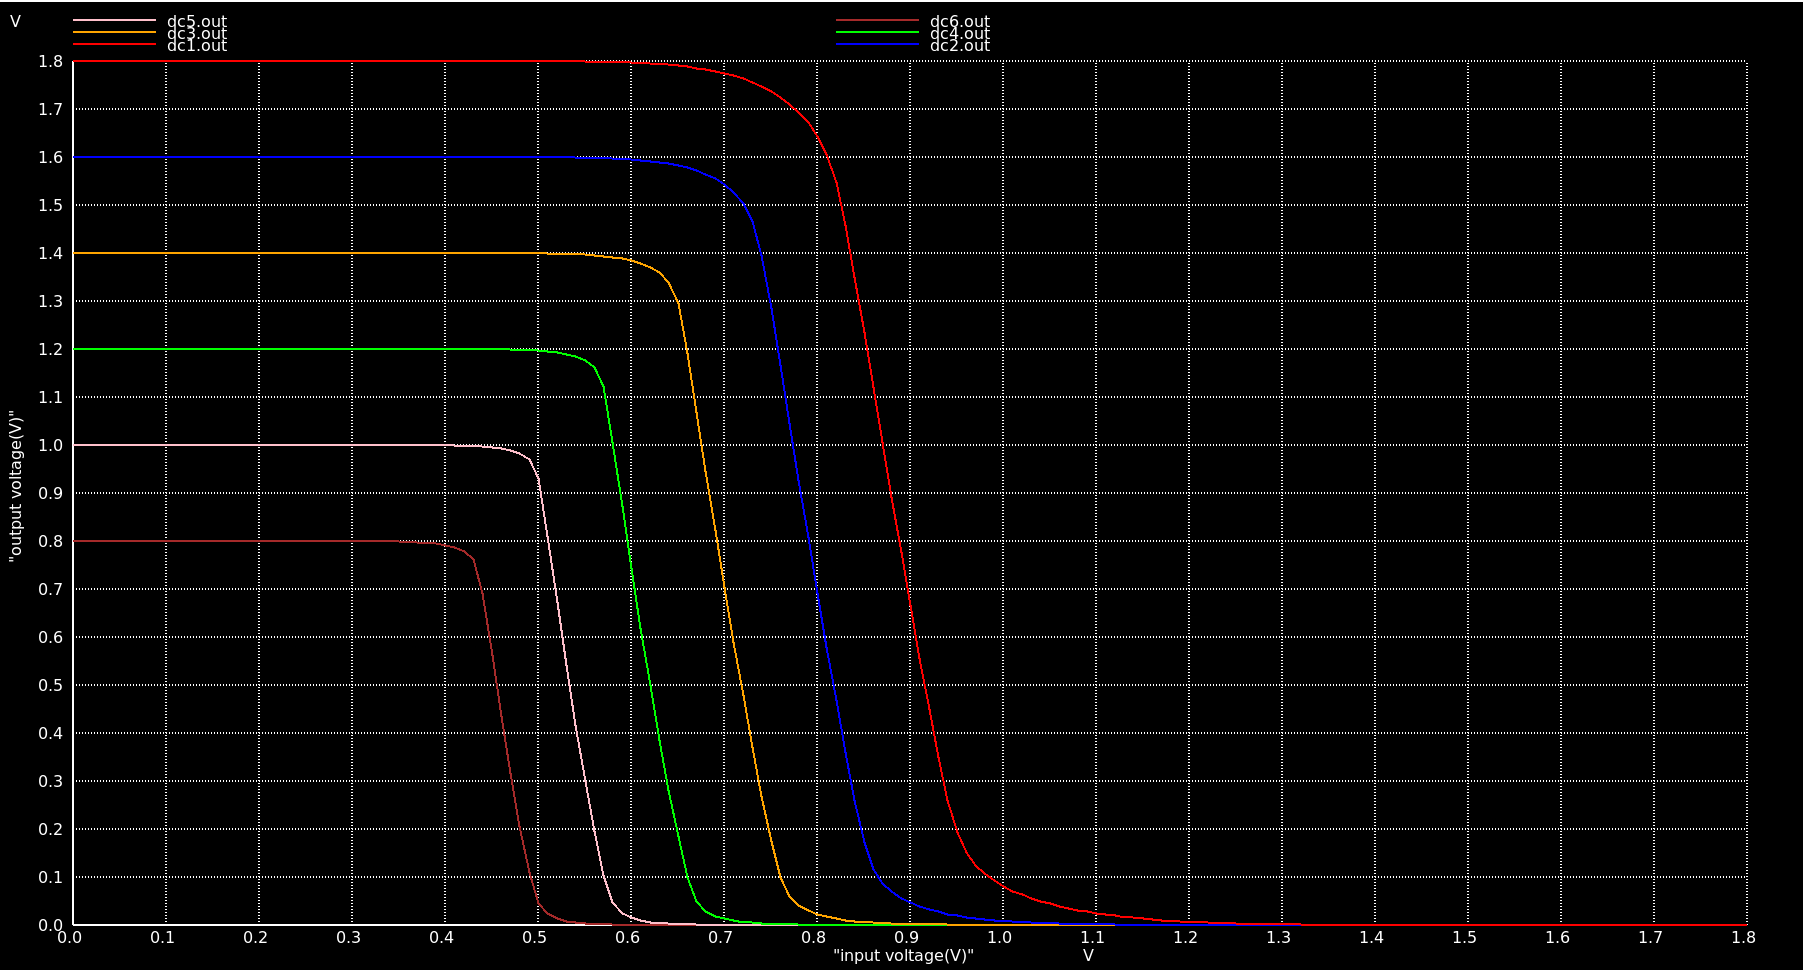 V
dc5.out
dc6.out
dc3.out
dc4.out
dc1.out
dc2.out
1.8
1.7
1.6
1.5
1.4
1.3
1.2
1.1
1.0
0.9
0.8
0.7
0.6
0.5
0.4
0.3
0.2
0.1
0.0
"output voltage(V)"
0.0 0.1 0.2 0.3 0.4 0.5 0.6 0.7 0.8 0.9 1.0 1.1 1.2 1.3 1.4 1.5 1.6 1.7 1.8
"input voltage(V)" V